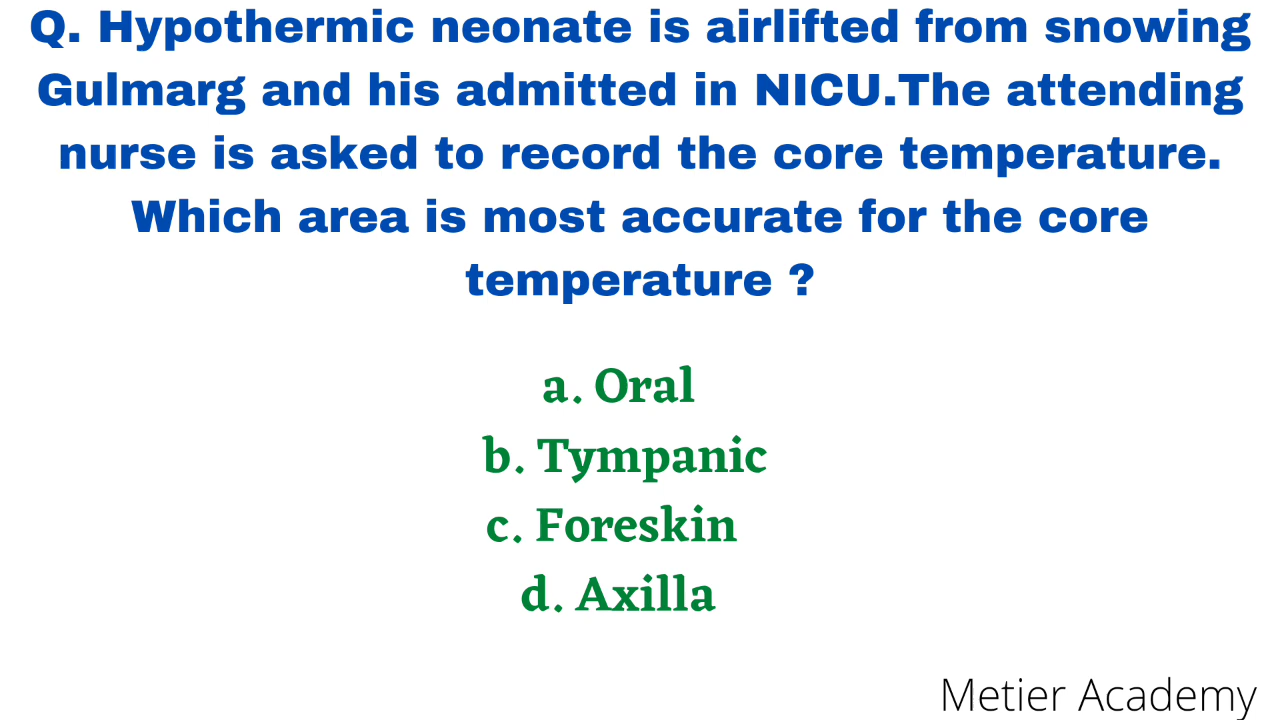 Q. Hypothermic neonate is airlifted from snowing
Gulmarg and his admitted in NICU.The attending
nurse is asked to record the core temperature.
Which area is most accurate for the core
temperature ?
a. Oral
b. Tympanic
c. Foreskin
d. Axilla
Metier Academy